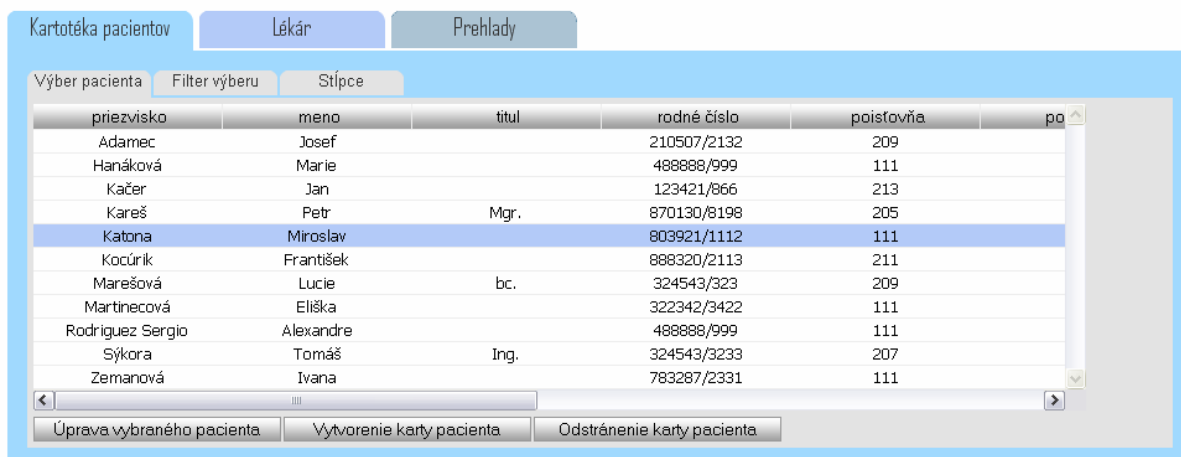 Kartotéka pacientov Lékár Prehlady
Výber pacienta Filter výberu Stĺpce
priezvisko meno titul rodné číslo poisťovňa po
Adamec Josef 210507/2132 209
Hanáková Marie 488888/999 111
Kačer Jan 123421/866 213
Kareš Petr Mgr. 870130/8198 205
Katona Miroslav 803921/1112 111
Kocúrik František 888320/2113 211
Marešová Lucie bc. 324543/323 209
Martinecová Eliška 322342/3422 111
Rodriguez Sergio Alexandre 488888/999 111
Sýkora Tomáš Ing. 324543/3233 207
Zemanová Ivana 783287/2331 111
Úprava vybraného pacienta Vytvorenie karty pacienta Odstránenie karty pacienta